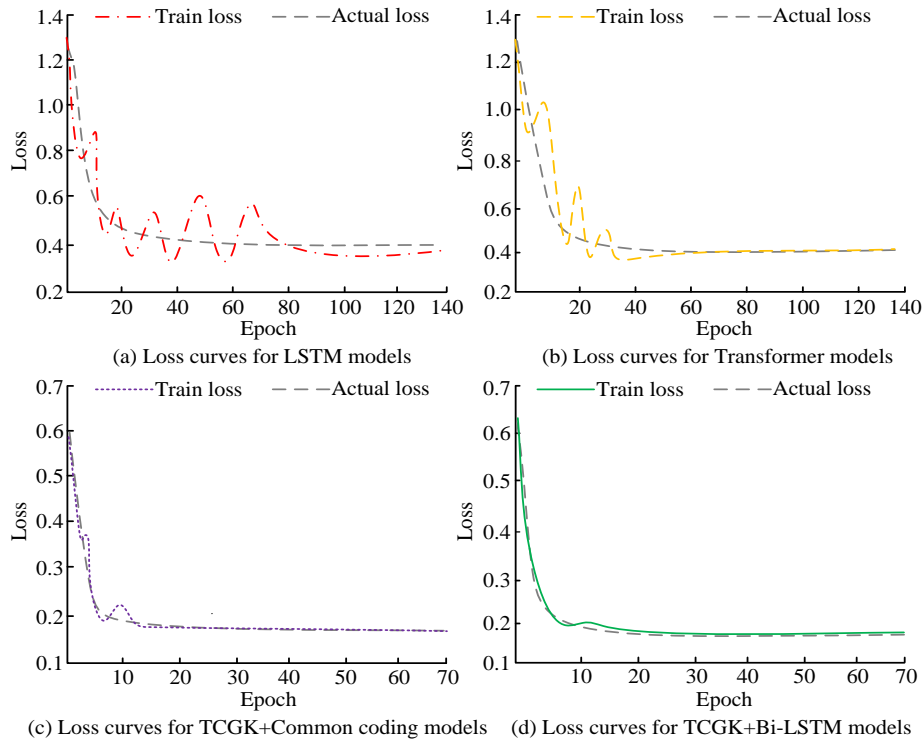 Train loss Actual loss
1.4
1.2
1.0
0.8
0.6
0.4
0.2
Loss
20 40 60 80 100 120 140
Epoch
(a) Loss curves for LSTM models
Train loss Actual loss
1.4
1.2
1.0
0.8
0.6
0.4
0.2
Loss
20 40 60 80 100 120 140
Epoch
(b) Loss curves for Transformer models
Train loss Actual loss
0.7
0.6
0.5
0.4
0.3
0.2
0.1
Loss
10 20 30 40 50 60 70
Epoch
(c) Loss curves for TCGK+Common coding models
Train loss Actual loss
0.7
0.6
0.5
0.4
0.3
0.2
0.1
Loss
10 20 30 40 50 60 70
Epoch
(d) Loss curves for TCGK+Bi-LSTM models